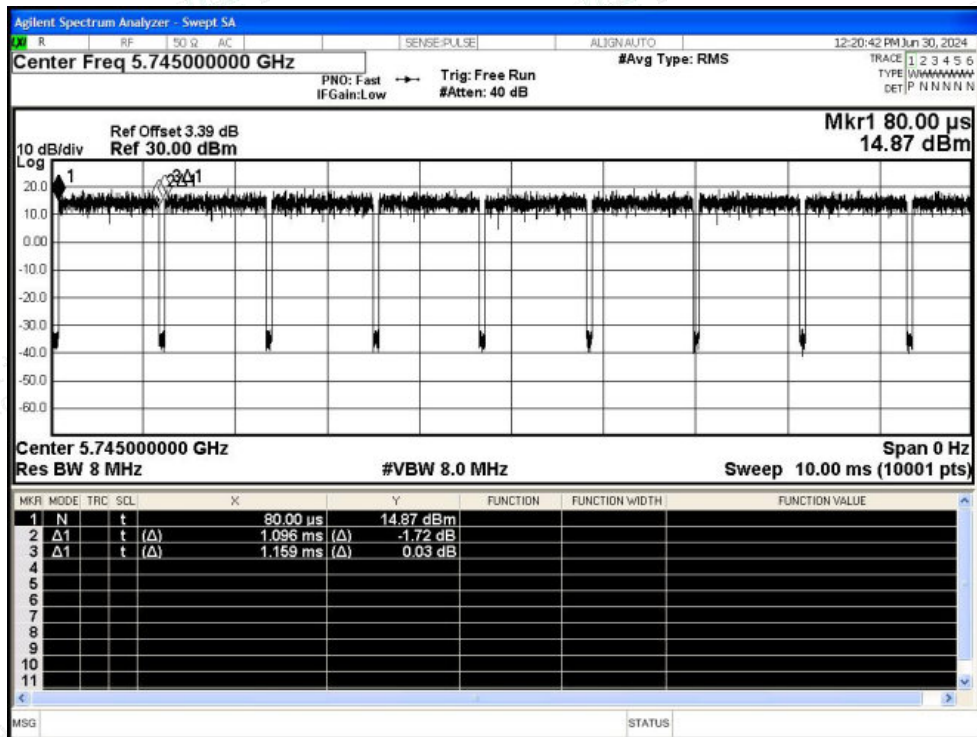 Agilent Spectrum Analyzer - Swept SA
LXI R RF 50 Ω AC SENSE:PULSE ALIGNAUTO 12:20:42 PM Jun 30, 2024
Center Freq 5.745000000 GHz #Avg Type: RMS TRACE 1 2 3 4 5 6
PNO: Fast Trig: Free Run TYPE WWWWWW
IFGain:Low #Atten: 40 dB DET P N N N N N
Mkr1 80.00 µs
Ref Offset 3.39 dB
10 dB/div Ref 30.00 dBm 14.87 dBm
Log
1 2Δ1 3Δ1
20.0
10.0
0.00
-10.0
-20.0
-30.0
-40.0
-50.0
-60.0
Center 5.745000000 GHz Span 0 Hz
Res BW 8 MHz #VBW 8.0 MHz Sweep 10.00 ms (10001 pts)
MKR MODE TRC SCL X Y FUNCTION FUNCTION WIDTH FUNCTION VALUE
1 N t 80.00 µs 14.87 dBm
2 Δ1 t (Δ) 1.096 ms (Δ) -1.72 dB
3 Δ1 t (Δ) 1.159 ms (Δ) 0.03 dB
4
5
6
7
8
9
10
11
MSG STATUS